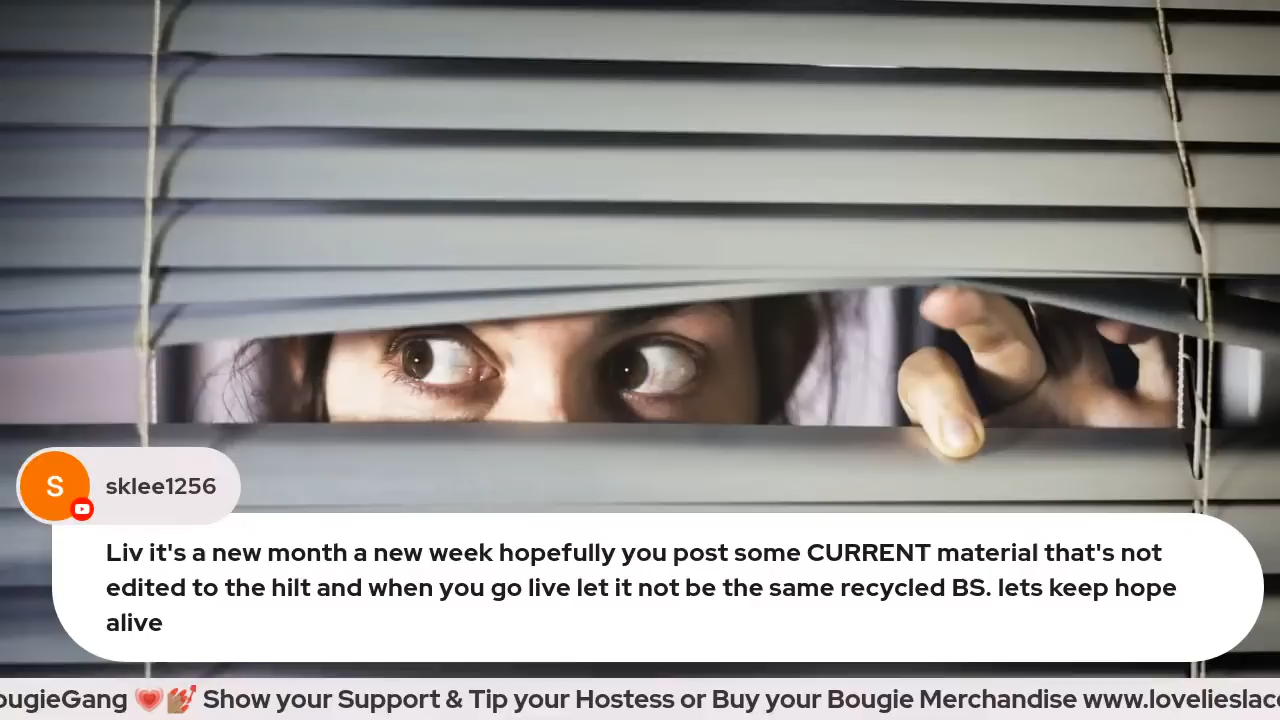 S
sklee1256
Liv it's a new month a new week hopefully you post some CURRENT material that's not
edited to the hilt and when you go live let it not be the same recycled BS. lets keep hope
alive
ougieGang 💗💅🏽 Show your Support & Tip your Hostess or Buy your Bougie Merchandise www.lovelieslac